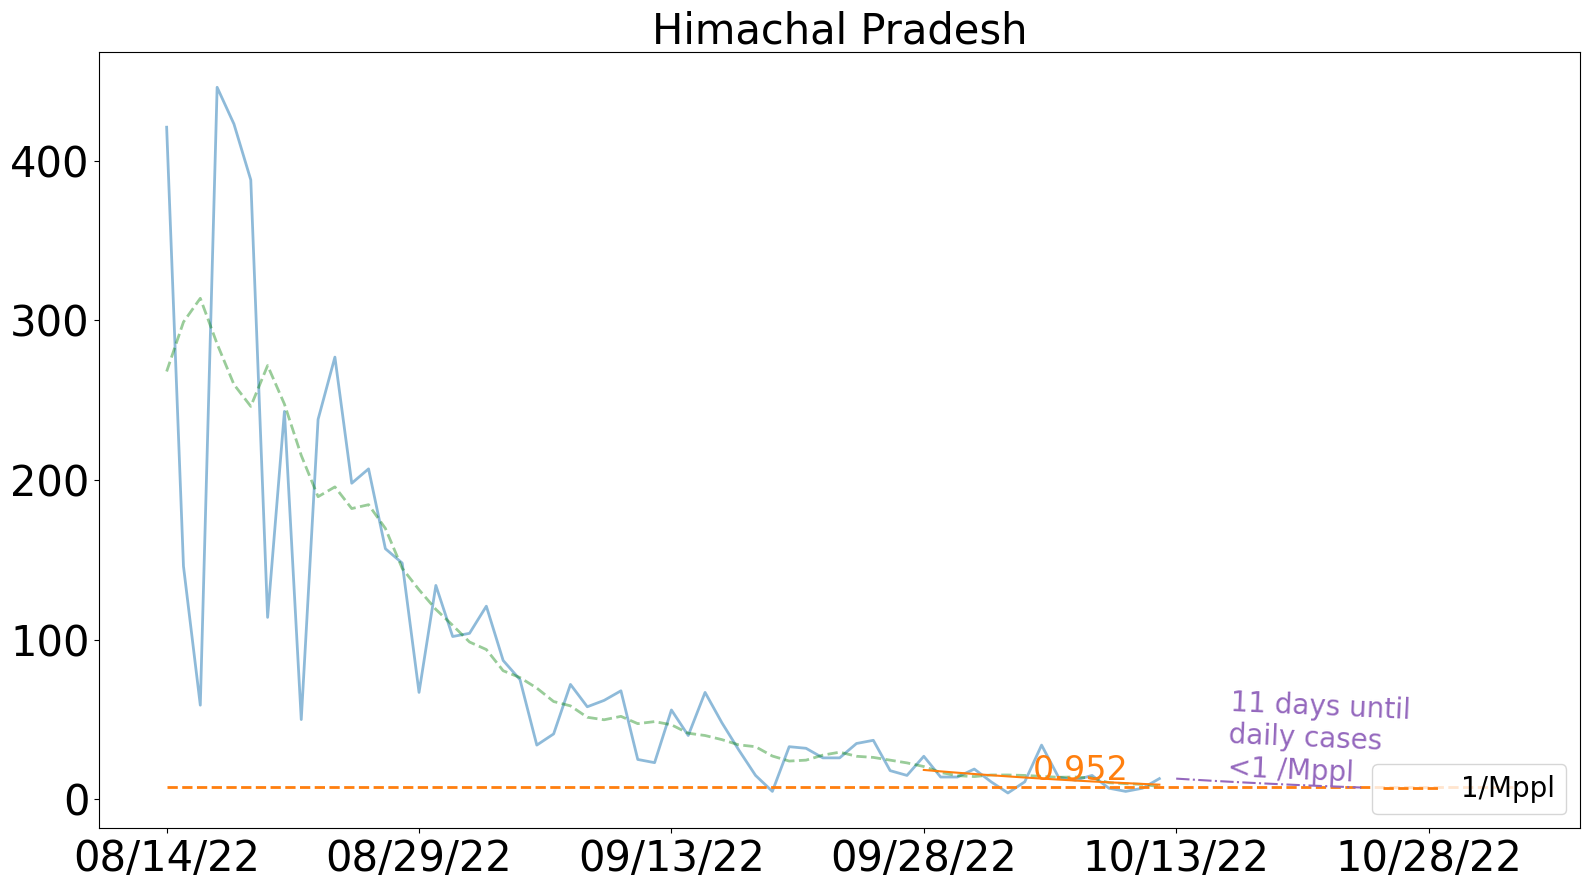 Himachal Pradesh
400
300
200
100
0
0.952
11 days until
daily cases
<1 /Mppl
1/Mppl
08/14/22
08/29/22
09/13/22
09/28/22
10/13/22
10/28/22